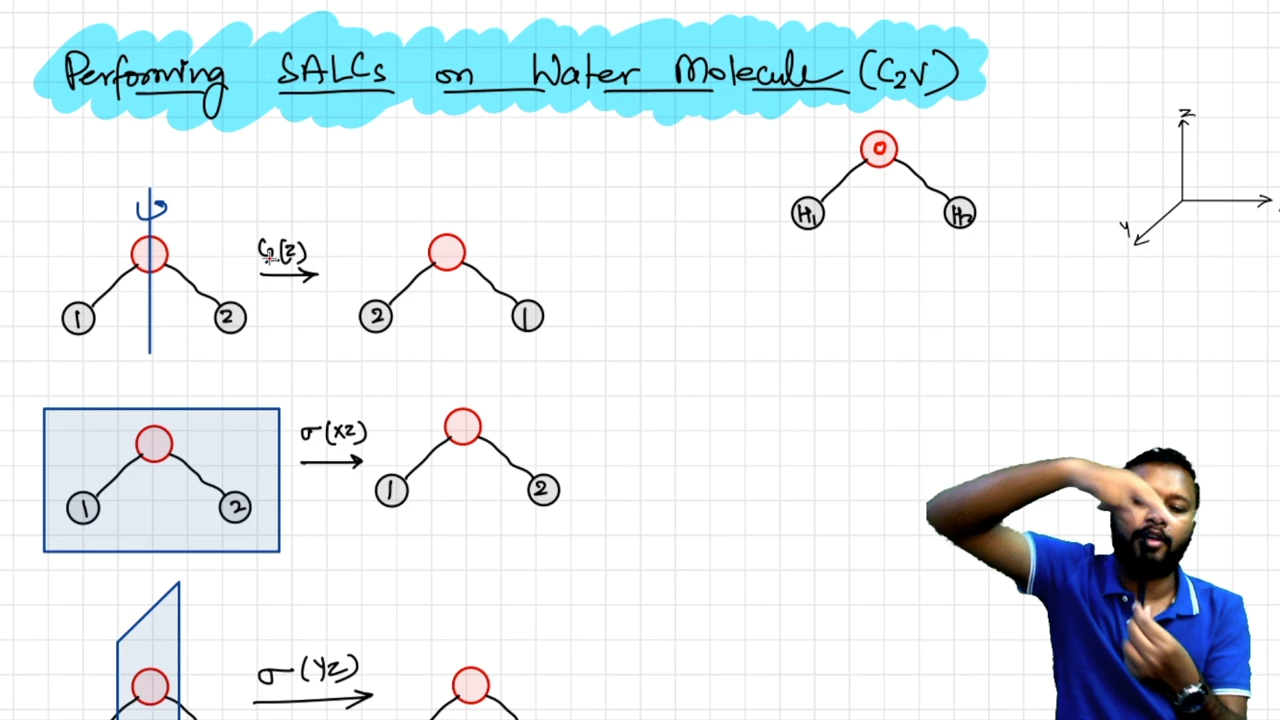 Performing SALCs on Water Molecule (C2V)
O
H1 H2
Z
Y
C2(Z)
1 2
2 1
σ(XZ)
1 2
1 2
σ(YZ)